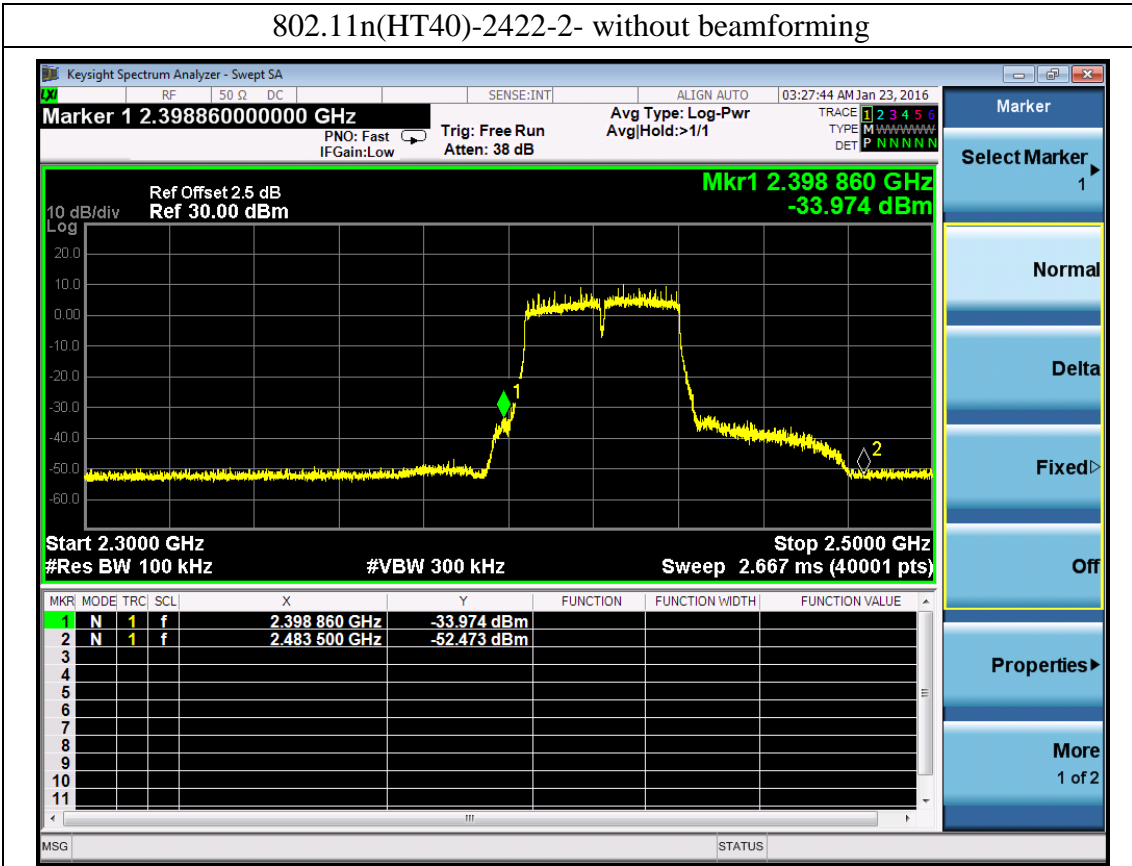 802.11n(HT40)-2422-2- without beamforming
Keysight Spectrum Analyzer - Swept SA
LXI RF 50 Ω DC SENSE:INT ALIGN AUTO 03:27:44 AM Jan 23, 2016
Marker 1 2.398860000000 GHz
PNO: Fast
IFGain:Low
Trig: Free Run
Atten: 38 dB
Avg Type: Log-Pwr
Avg|Hold:>1/1
TRACE 1 2 3 4 5 6
TYPE M W W W W W
DET P N N N N N
Mkr1 2.398 860 GHz
-33.974 dBm
Ref Offset 2.5 dB
10 dB/div Ref 30.00 dBm
Log
20.0
10.0
0.00
-10.0
-20.0
-30.0
-40.0
-50.0
-60.0
1
2
Start 2.3000 GHz Stop 2.5000 GHz
#Res BW 100 kHz #VBW 300 kHz Sweep 2.667 ms (40001 pts)
MKR MODE TRC SCL X Y FUNCTION FUNCTION WIDTH FUNCTION VALUE
1 N 1 f 2.398 860 GHz -33.974 dBm
2 N 1 f 2.483 500 GHz -52.473 dBm
3
4
5
6
7
8
9
10
11
MSG STATUS
Marker
Select Marker
1
Normal
Delta
Fixed
Off
Properties
More
1 of 2